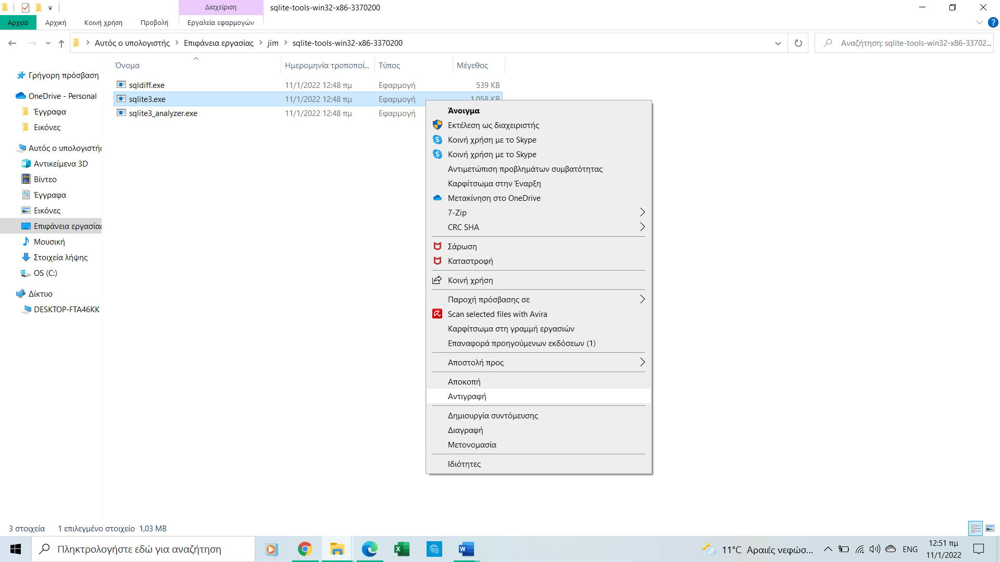 Διαχείριση
sqlite-tools-win32-x86-3370200
Αρχείο
Αρχική
Κοινή χρήση
Προβολή
Εργαλεία εφαρμογών
Αυτός ο υπολογιστής
Επιφάνεια εργασίας
jim
sqlite-tools-win32-x86-3370200
Αναζήτηση: sqlite-tools-win32-x86-33702...
Όνομα
Ημερομηνία τροποποί...
Τύπος
Μέγεθος
sqldiff.exe 11/1/2022 12:48 πμ Εφαρμογή 539 KB
sqlite3.exe 11/1/2022 12:48 πμ Εφαρμογή 1.058 KB
sqlite3_analyzer.exe 11/1/2022 12:48 πμ Εφαρμογή
Γρήγορη πρόσβαση
OneDrive - Personal
Έγγραφα
Εικόνες
Αυτός ο υπολογιστής
Αντικείμενα 3D
Βίντεο
Έγγραφα
Εικόνες
Επιφάνεια εργασίας
Μουσική
Στοιχεία λήψης
OS (C:)
Δίκτυο
DESKTOP-FTA46KK
Άνοιγμα
Εκτέλεση ως διαχειριστής
Κοινή χρήση με το Skype
Κοινή χρήση με το Skype
Αντιμετώπιση προβλημάτων συμβατότητας
Καρφίτσωμα στην Έναρξη
Μετακίνηση στο OneDrive
7-Zip
CRC SHA
Σάρωση
Καταστροφή
Κοινή χρήση
Παροχή πρόσβασης σε
Scan selected files with Avira
Καρφίτσωμα στη γραμμή εργασιών
Επαναφορά προηγούμενων εκδόσεων (1)
Αποστολή προς
Αποκοπή
Αντιγραφή
Δημιουργία συντόμευσης
Διαγραφή
Μετονομασία
Ιδιότητες
3 στοιχεία
1 επιλεγμένο στοιχείο 1,03 MB
Πληκτρολογήστε εδώ για αναζήτηση
11°C Αραιές νεφώσ...
ENG
12:51 πμ
11/1/2022